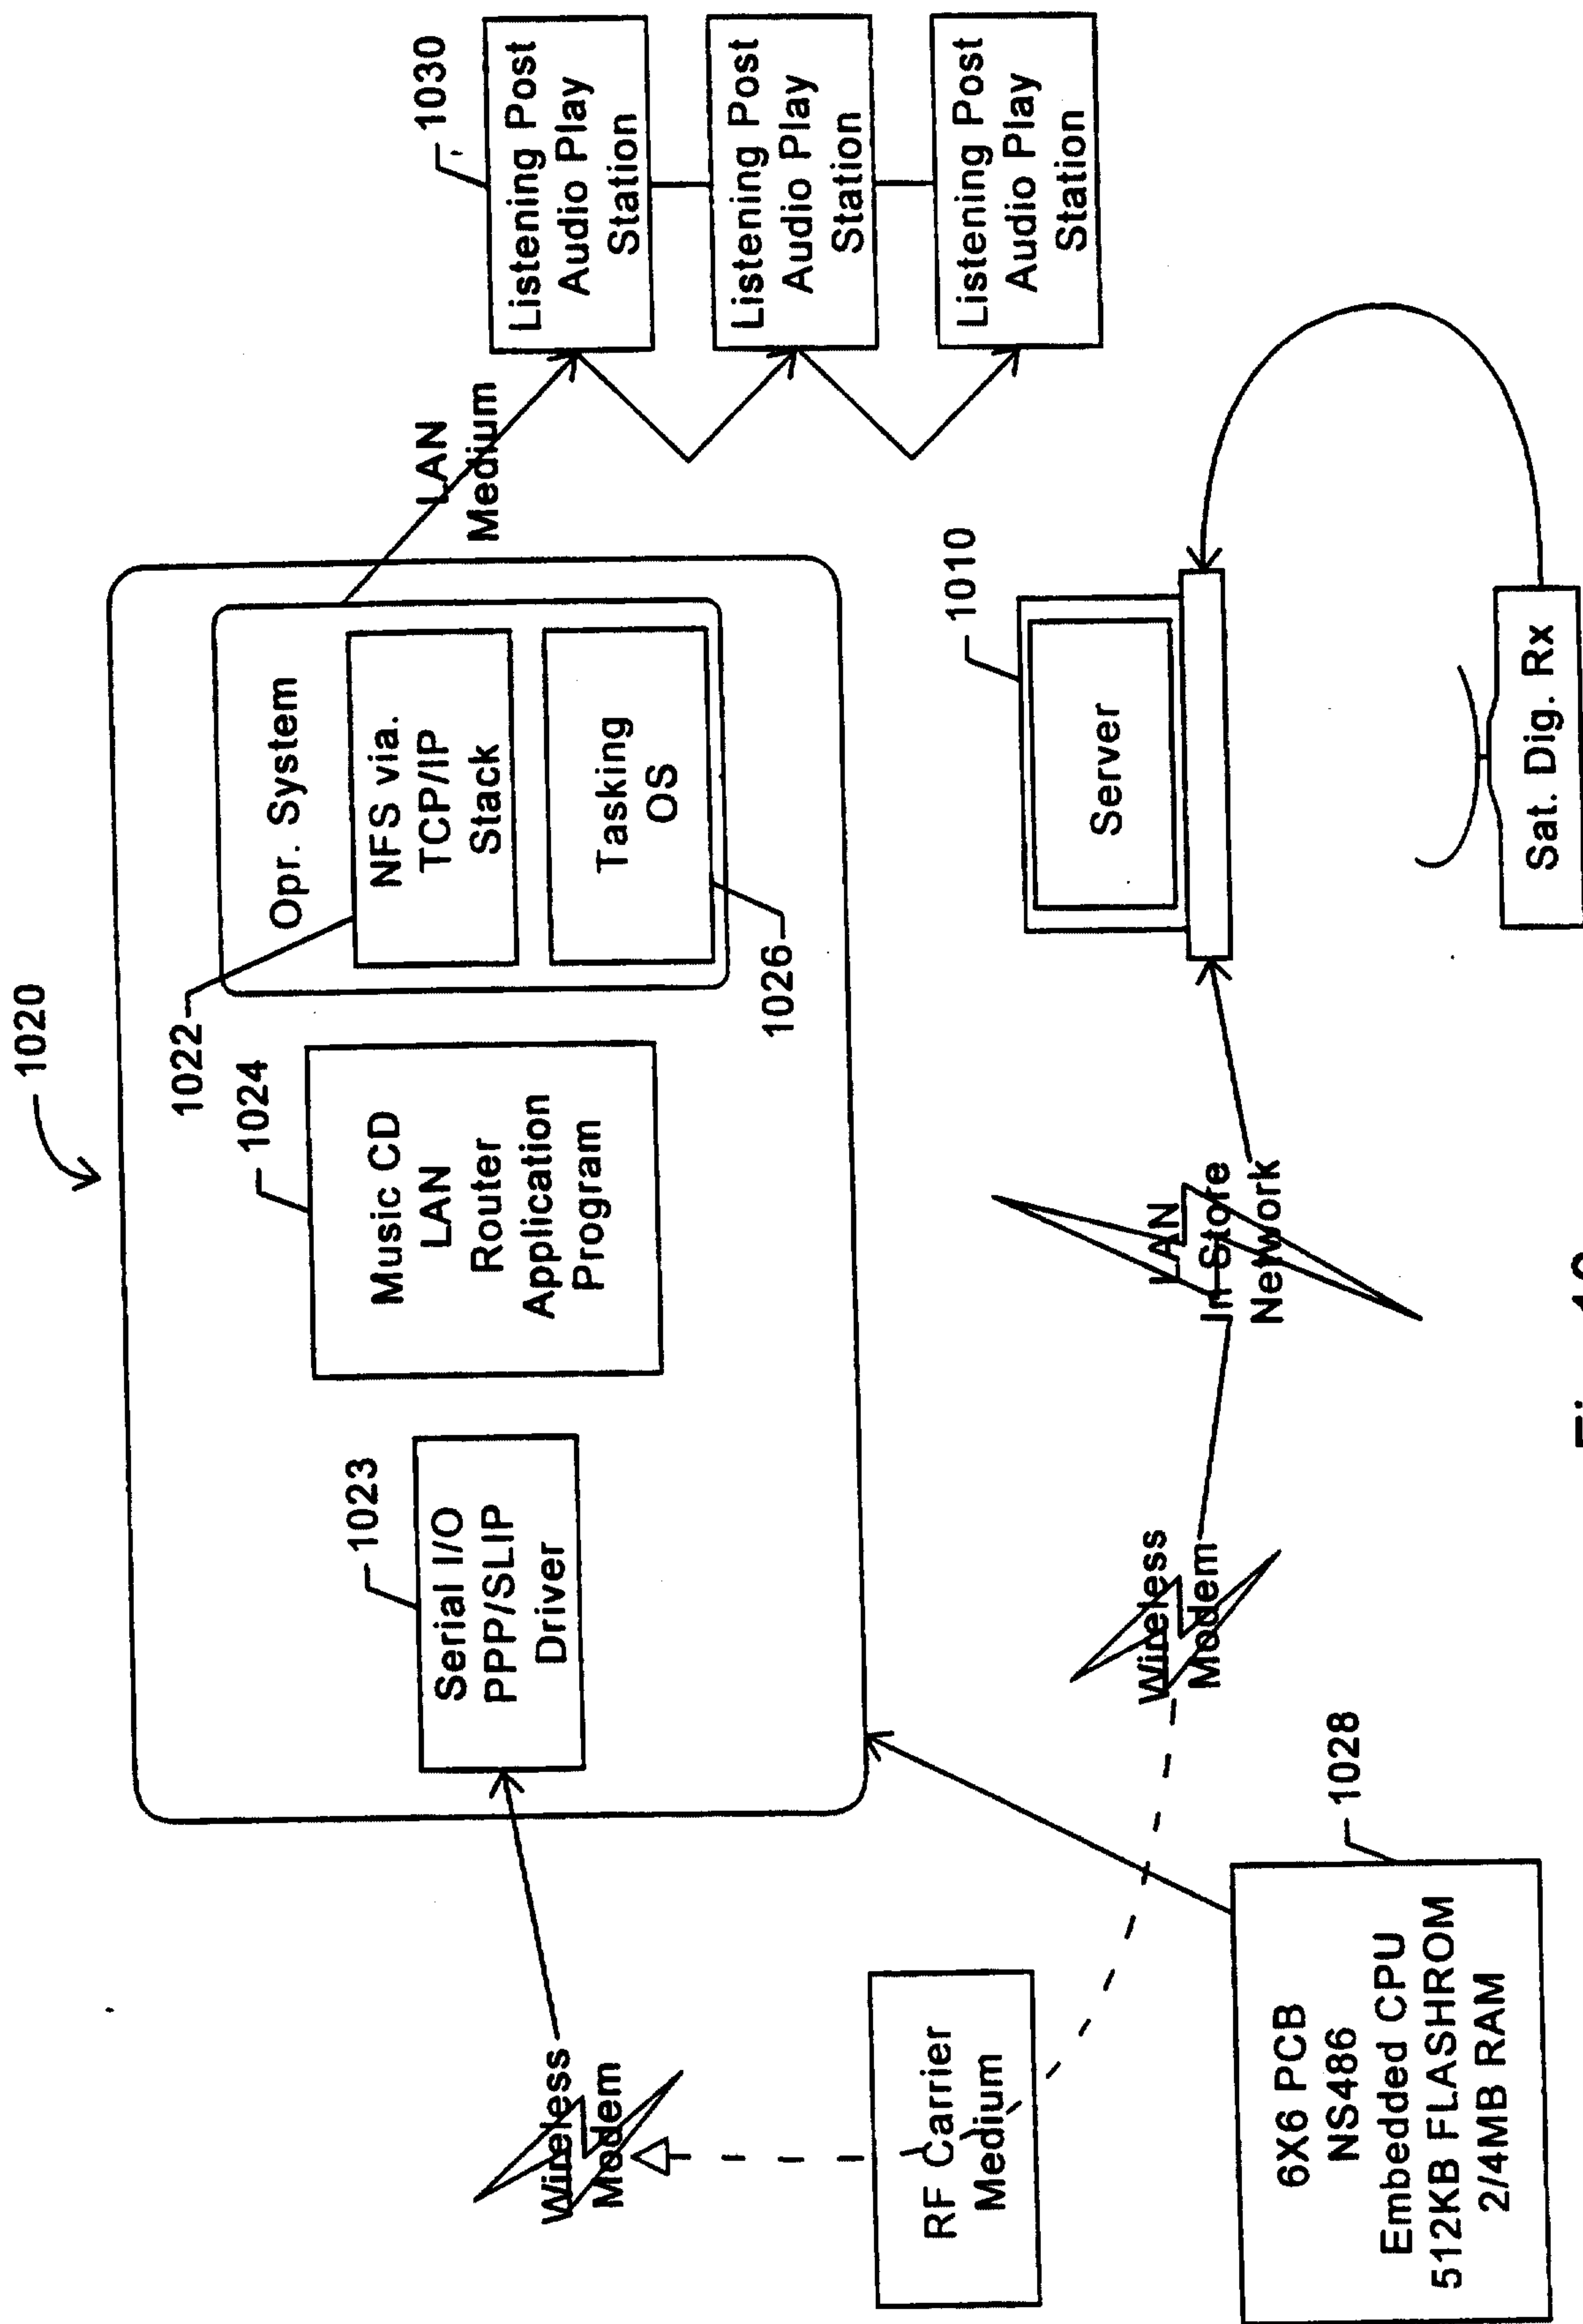 1020
1022
1024
1023
1026
Serial I/O
PPP/SLIP
Driver
Music CD
LAN
Router
Application
Program
Opr. System
NFS via.
TCP/IP
Stack
Tasking
OS
LAN
Medium
1030
Listening Post
Audio Play
Station
Listening Post
Audio Play
Station
Listening Post
Audio Play
Station
Wireless
Modem
RF Carrier
Medium
6X6 PCB
NS486
Embedded CPU
512KB FLASHROM
2/4MB RAM
1028
Wireless
Modem
LAN
In Store
Network
1010
Server
Sat. Dig. Rx